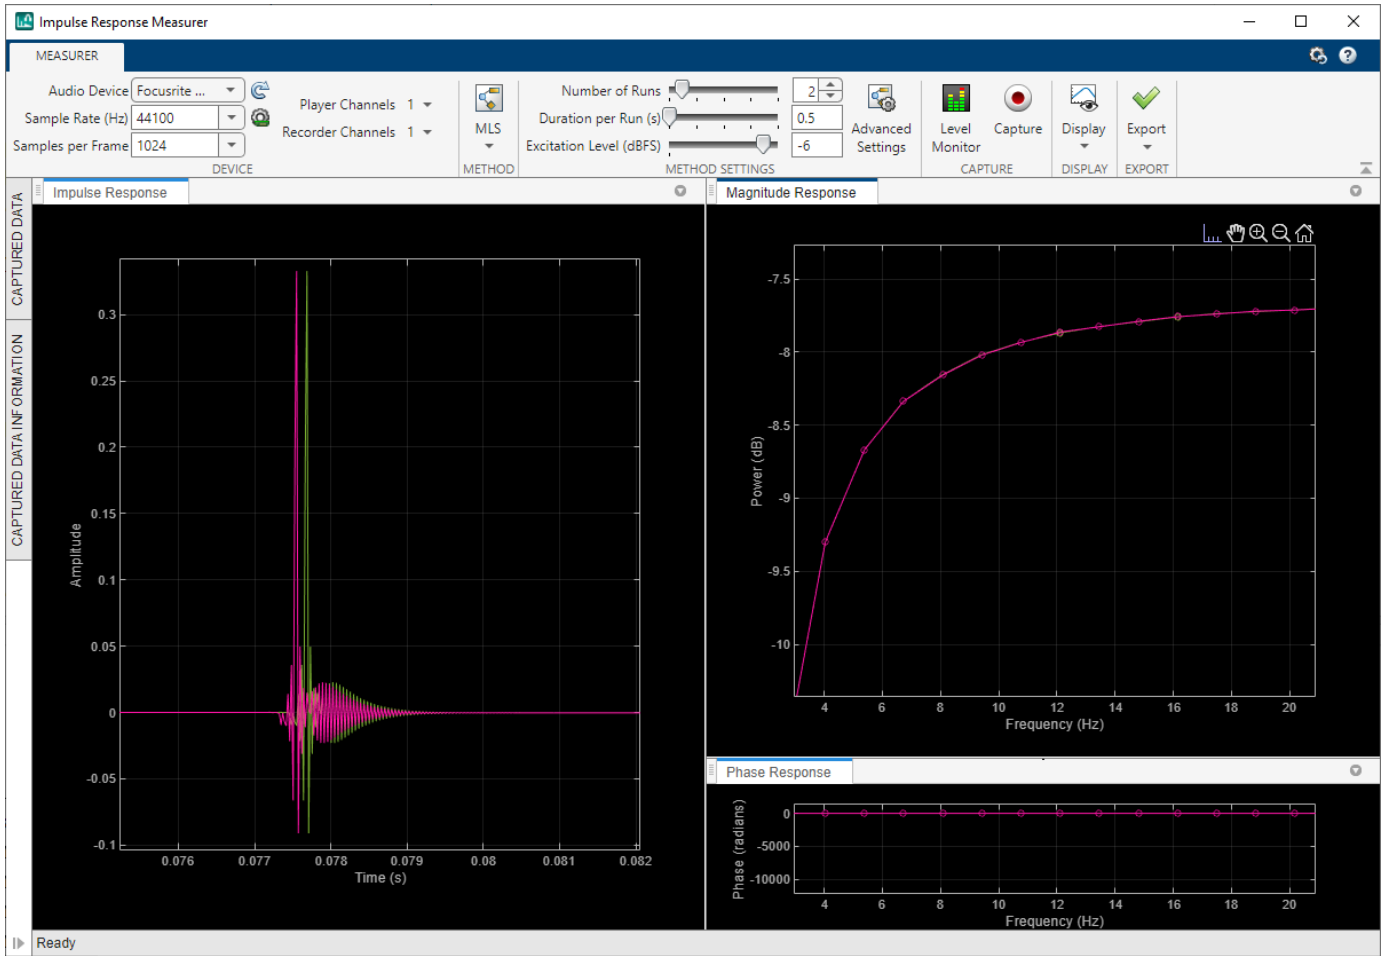 Impulse Response Measurer
MEASURER
Audio Device Focusrite ...
Sample Rate (Hz) 44100
Samples per Frame 1024
Player Channels 1
Recorder Channels 1
DEVICE
MLS
METHOD
Number of Runs 2
Duration per Run (s) 0.5
Excitation Level (dBFS) -6
Advanced
Settings
METHOD SETTINGS
Level
Monitor
Capture
CAPTURE
Display
DISPLAY
Export
EXPORT
CAPTURED DATA
CAPTURED DATA INFORMATION
Impulse Response
0.3
0.25
0.2
0.15
0.1
0.05
0
-0.05
-0.1
Amplitude
0.076 0.077 0.078 0.079 0.08 0.081 0.082
Time (s)
Magnitude Response
-7.5
-8
-8.5
-9
-9.5
-10
Power (dB)
4 6 8 10 12 14 16 18 20
Frequency (Hz)
Phase Response
0
-5000
-10000
Phase (radians)
4 6 8 10 12 14 16 18 20
Frequency (Hz)
Ready